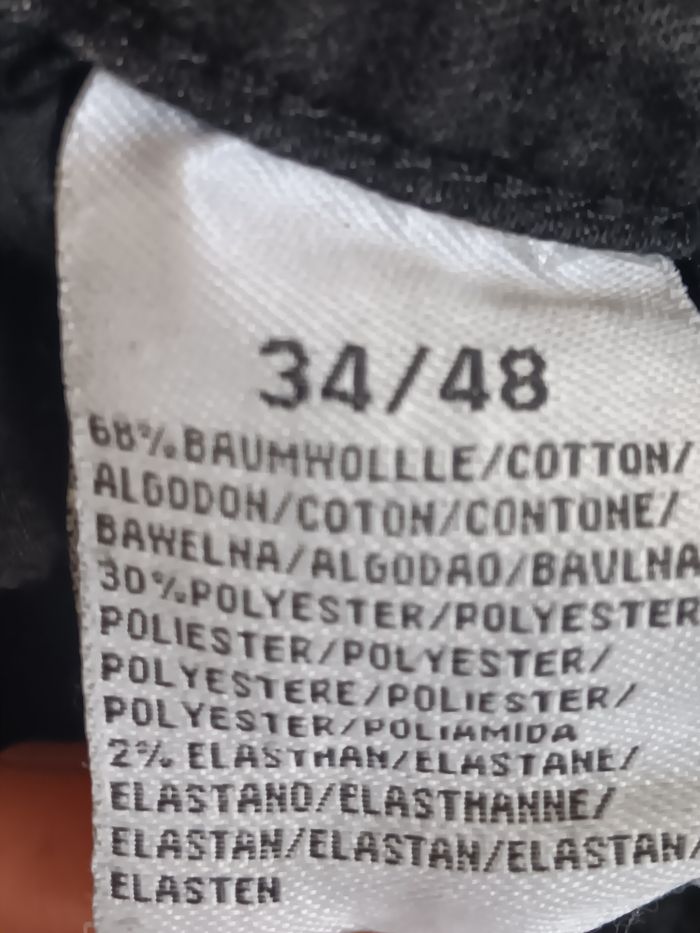 34/48
68%BAUMWOLLLE/COTTON/
ALGODON/COTON/CONTONE/
BAWELNA/ALGODAO/BAVLNA
30%POLYESTER/POLYESTER
POLIESTER/POLYESTER/
POLYESTERE/POLIESTER/
POLYESTER/POLIAMIDA
2% ELASTHAN/ELASTANE/
ELASTANO/ELASTHANNE/
ELASTAN/ELASTAN/ELASTAN/
ELASTEN